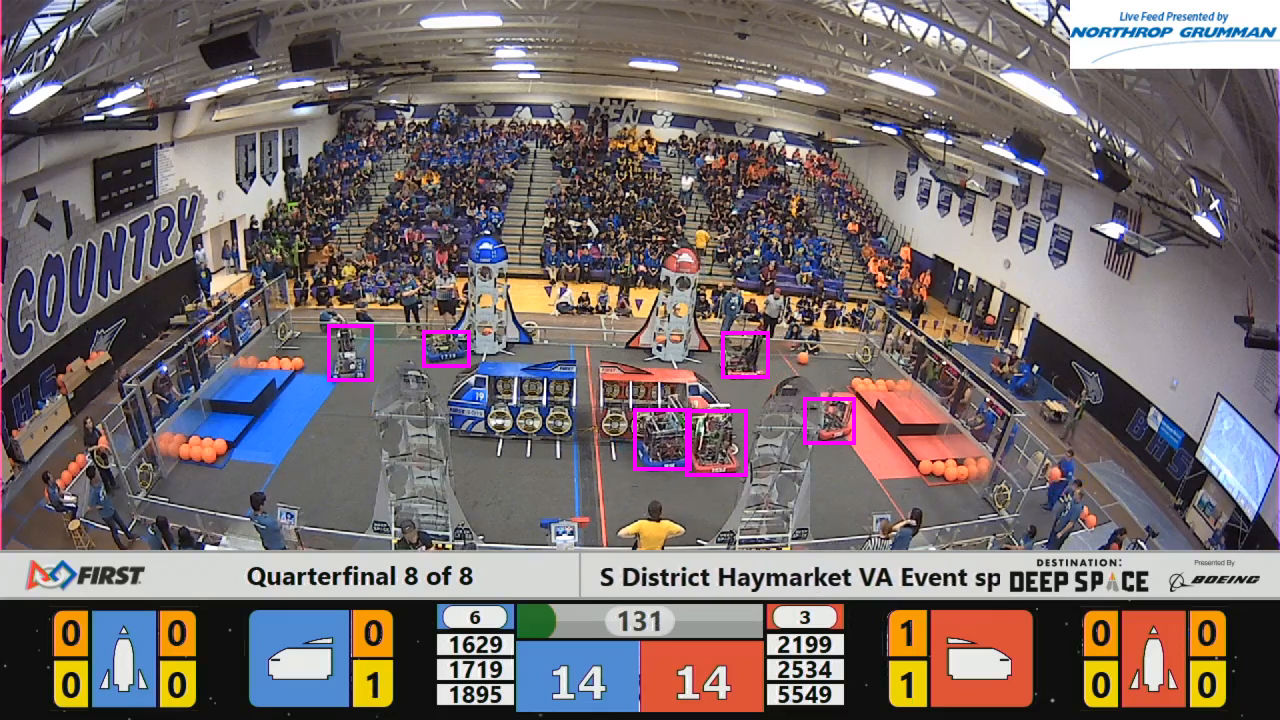 Live Feed Presented by
NORTHROP GRUMMAN
COUNTRY
BHS
19
FIRST
Quarterfinal 8 of 8
S District Haymarket VA Event sp
DESTINATION:
DEEP SPACE
Presented By
BOEING
0 0
0 0
0
1
6
1629
1719
1895
131
14 14
3
2199
2534
5549
1
1
0 0
0 0